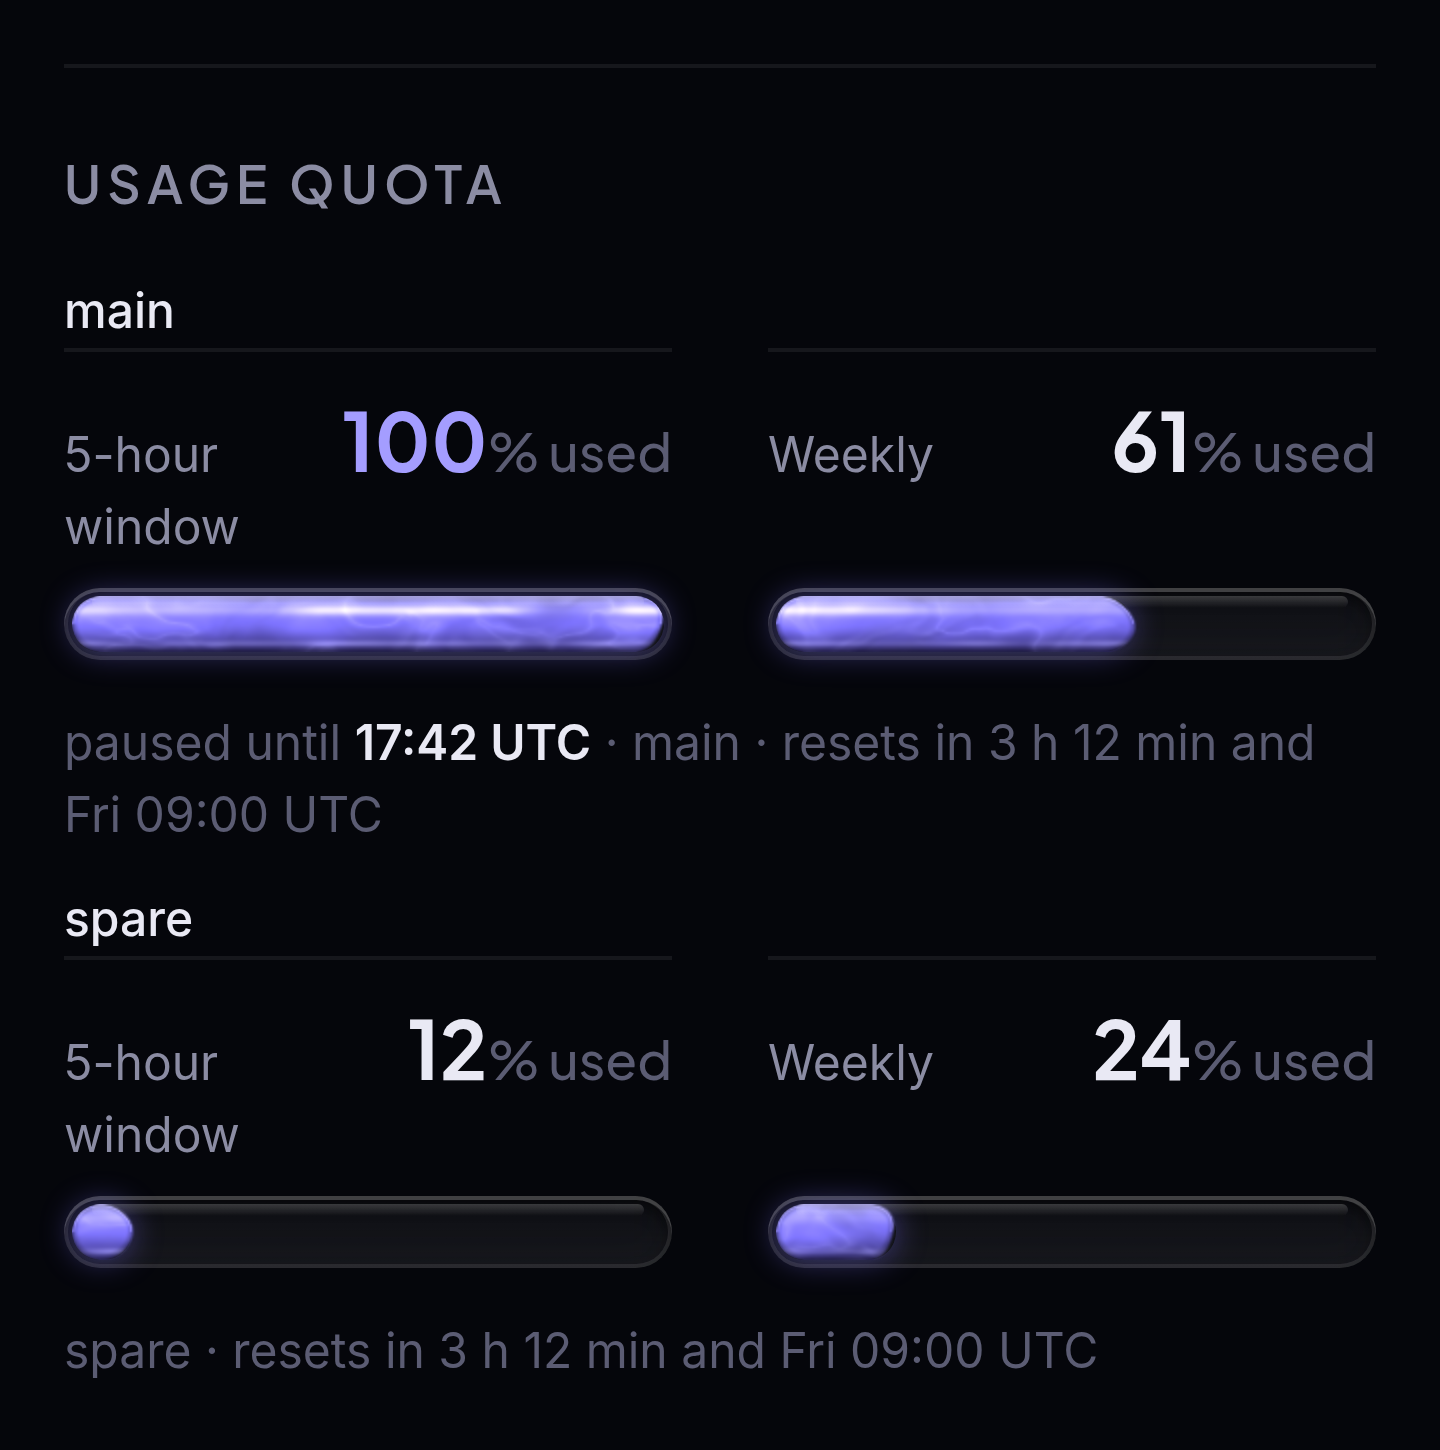 USAGE QUOTA
main
5-hour window
100% used
Weekly
61% used
paused until 17:42 UTC · main · resets in 3 h 12 min and
Fri 09:00 UTC
spare
5-hour window
12% used
Weekly
24% used
spare · resets in 3 h 12 min and Fri 09:00 UTC